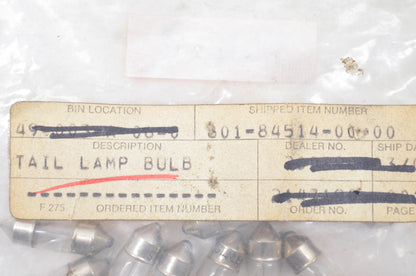 BIN LOCATION SHIPPED ITEM NUMBER
801-84514-00-00
DESCRIPTION DEALER NO. SHIP DA
TAIL LAMP BULB
F 275 ORDERED ITEM NUMBER ORDER NO. PAGE